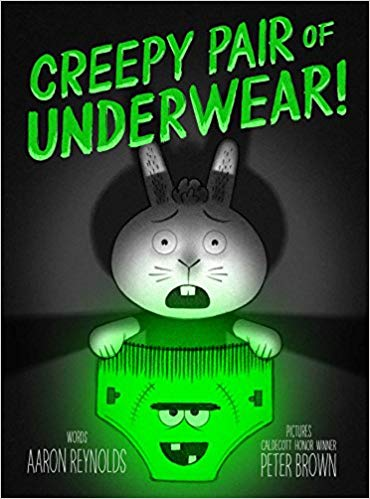 CREEPY PAIR OF
UNDERWEAR!
WORDS
AARON REYNOLDS
PICTURES
CALDECOTT HONOR WINNER
PETER BROWN